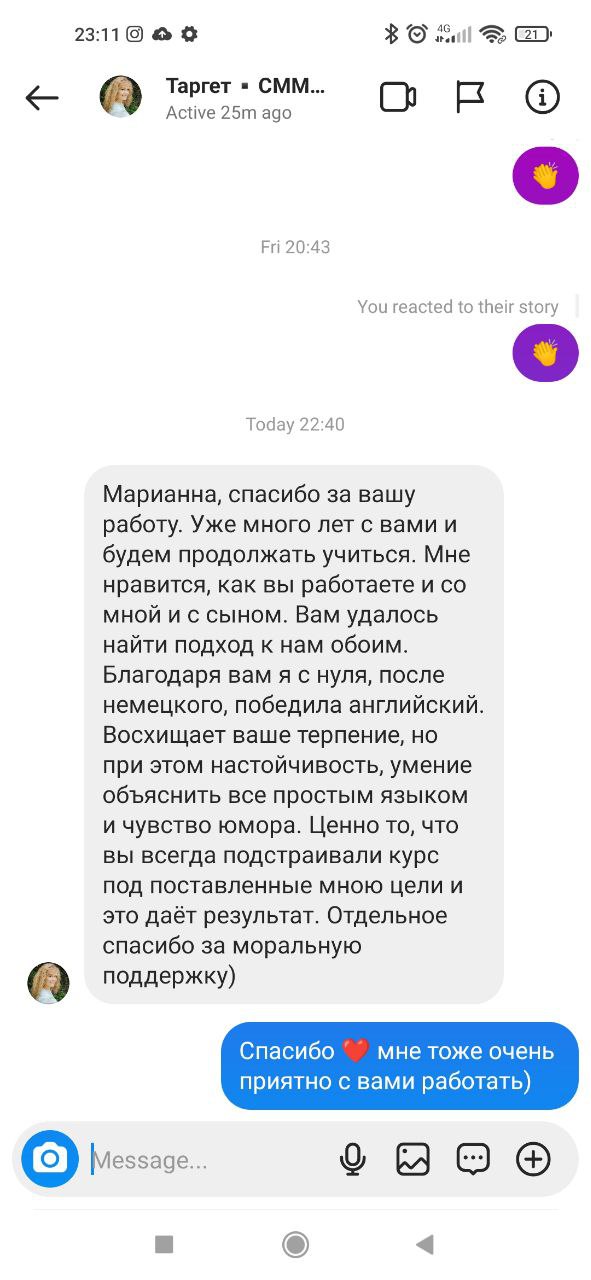 23:11
4G
21
Таргет ▪ СММ...
Active 25m ago
👏
Fri 20:43
You reacted to their story
👏
Today 22:40
Марианна, спасибо за вашу
работу. Уже много лет с вами и
будем продолжать учиться. Мне
нравится, как вы работаете и со
мной и с сыном. Вам удалось
найти подход к нам обоим.
Благодаря вам я с нуля, после
немецкого, победила английский.
Восхищает ваше терпение, но
при этом настойчивость, умение
объяснить все простым языком
и чувство юмора. Ценно то, что
вы всегда подстраивали курс
под поставленные мною цели и
это даёт результат. Отдельное
спасибо за моральную
поддержку)
Спасибо ❤️ мне тоже очень
приятно с вами работать)
Message...